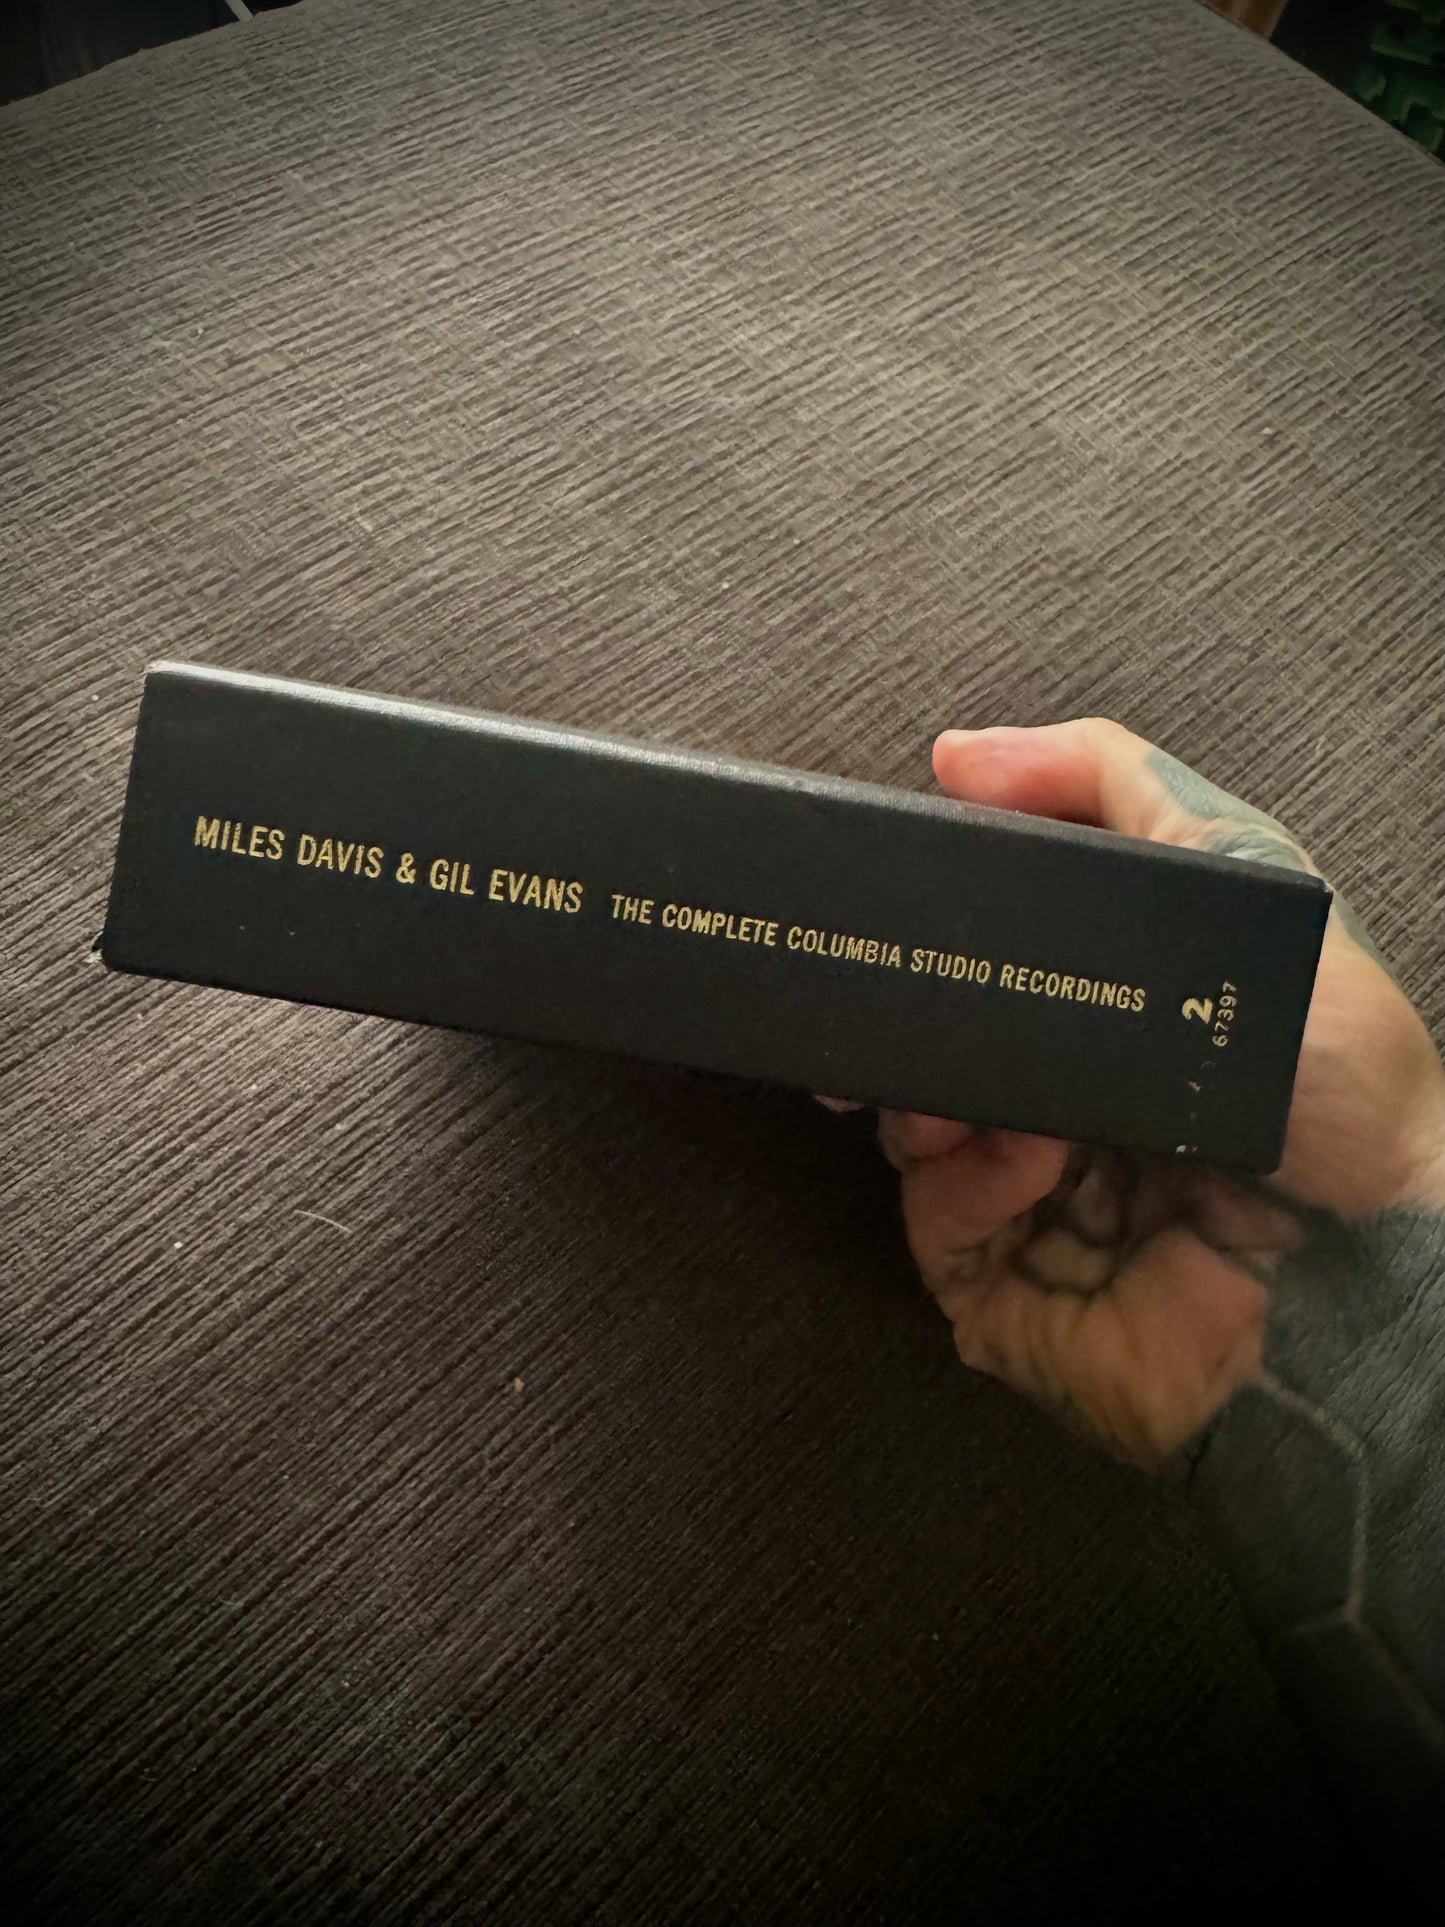 MILES DAVIS & GIL EVANS THE COMPLETE COLUMBIA STUDIO RECORDINGS
2
67397